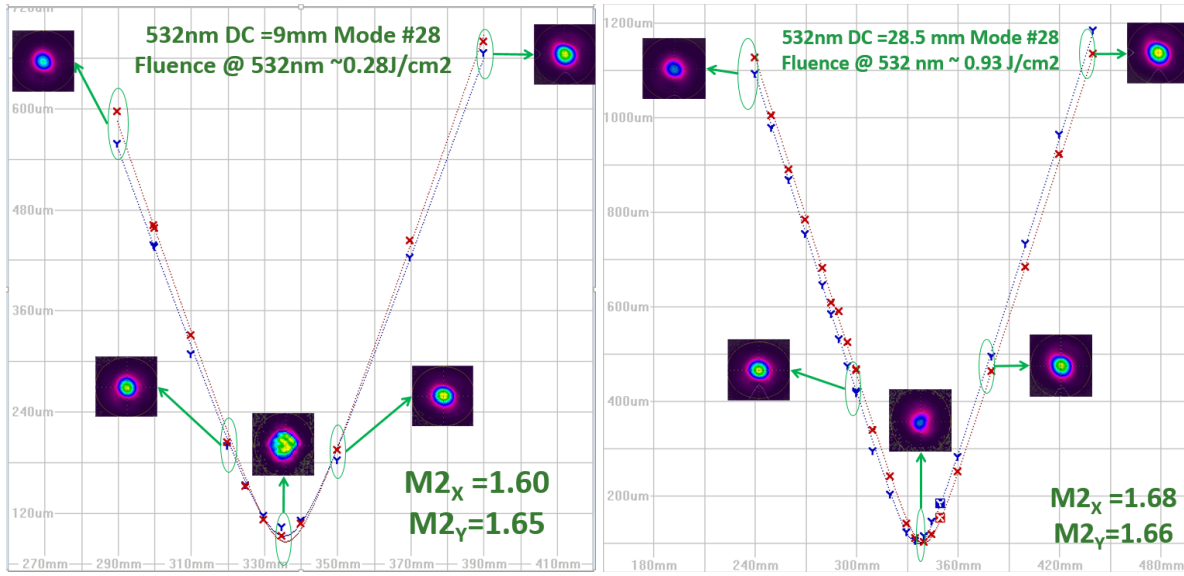 532nm DC =9mm Mode #28
Fluence @ 532nm ~0.28J/cm2
600um
480um
360um
240um
120um
M2X =1.60
M2Y =1.65
270mm 290mm 310mm 330mm 350mm 370mm 390mm 410mm
1200um
532nm DC =28.5 mm Mode #28
Fluence @ 532 nm ~ 0.93 J/cm2
1000um
800um
600um
400um
200um
M2X =1.68
M2Y=1.66
180mm 240mm 300mm 360mm 420mm 480mm